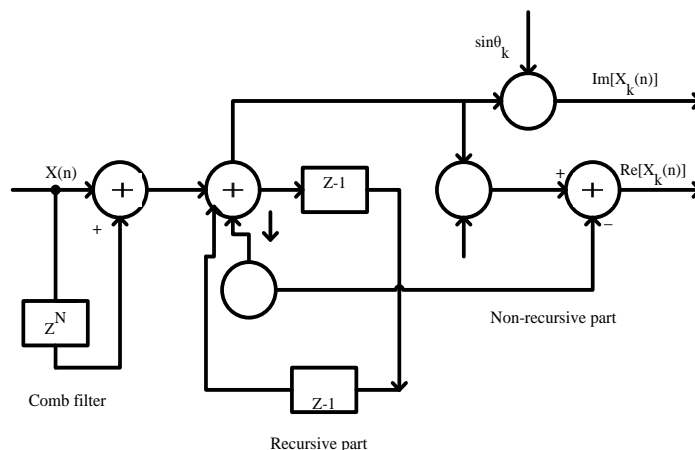 sinθ_k
Im[X_k(n)]
X(n)
+
+
Z-1
+
+
Re[X_k(n)]
+
−
Z^N
Non-recursive part
Z-1
Comb filter
Recursive part